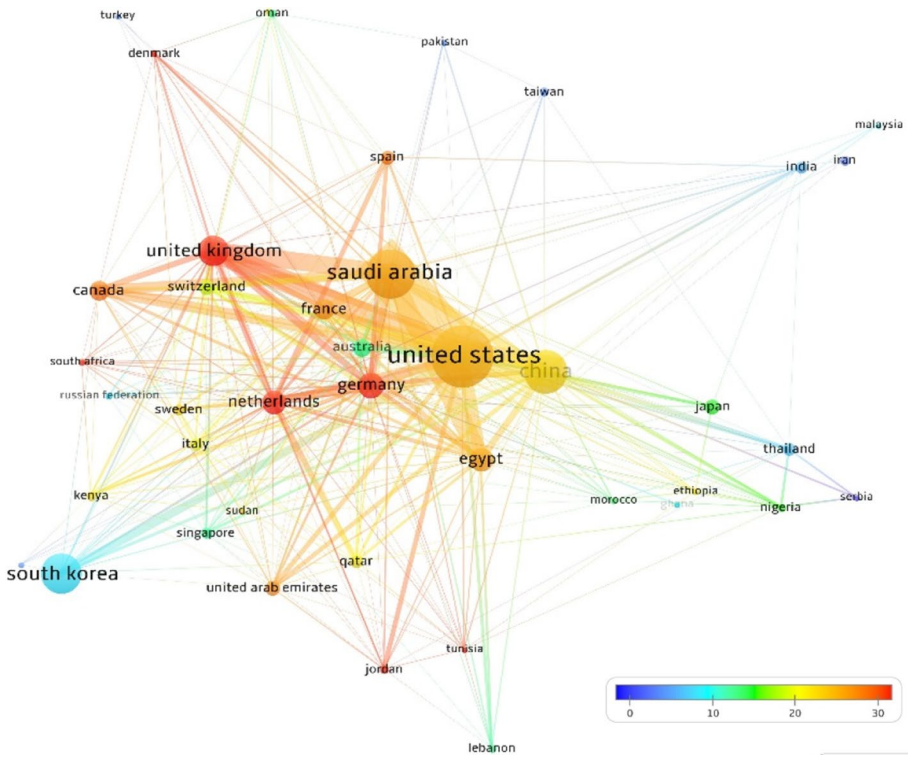 turkey
oman
denmark
pakistan
taiwan
malaysia
iran
india
spain
united kingdom
saudi arabia
switzerland
canada
france
australia
united states
china
south africa
germany
russian federation
netherlands
sweden
japan
italy
thailand
egypt
kenya
ethiopia
serbia
morocco
ghana
nigeria
sudan
singapore
qatar
south korea
united arab emirates
tunisia
jordan
0 10 20 30
lebanon